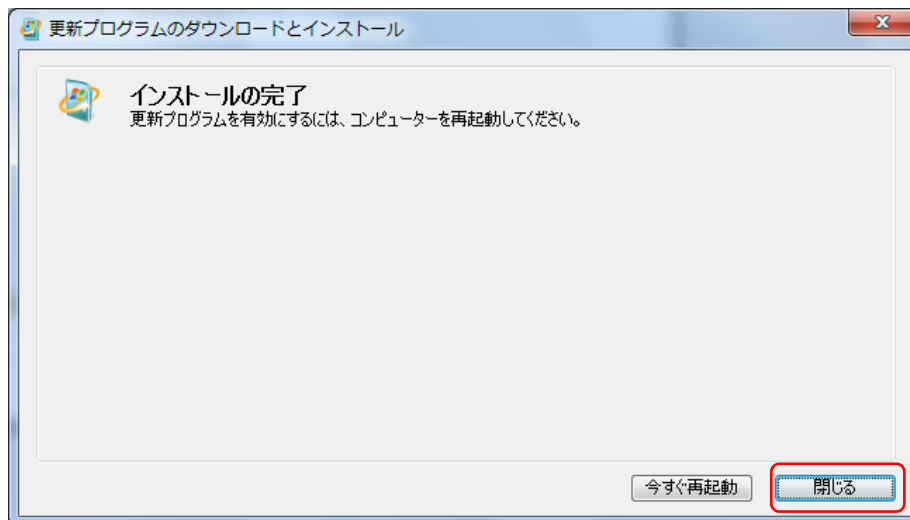 更新プログラムのダウンロードとインストール
インストールの完了
更新プログラムを有効にするには、コンピューターを再起動してください。
今すぐ再起動
閉じる